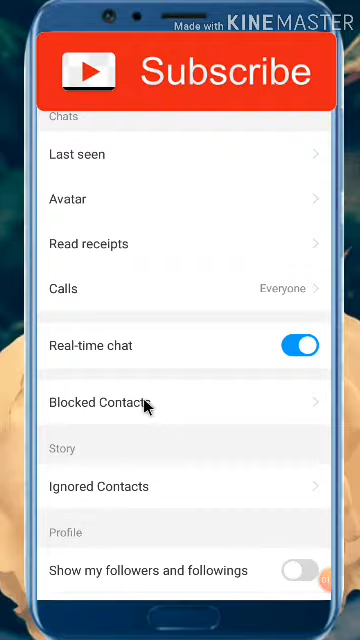 Made with KINEMASTER
Subscribe
Chats
Last seen
Avatar
Read receipts
Calls
Everyone
Real-time chat
Blocked Contacts
Story
Ignored Contacts
Profile
Show my followers and followings